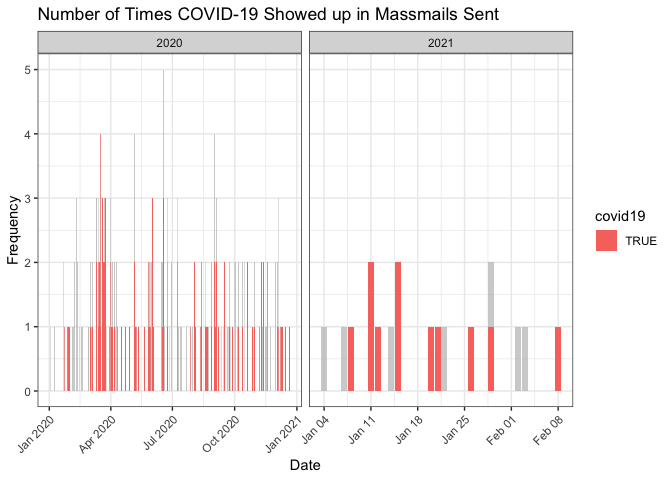 Number of Times COVID-19 Showed up in Massmails Sent
2020
2021
5
4
3
2
1
0
Frequency
Jan 2020
Apr 2020
Jul 2020
Oct 2020
Jan 2021
Jan 04
Jan 11
Jan 18
Jan 25
Feb 01
Feb 08
Date
covid19
TRUE